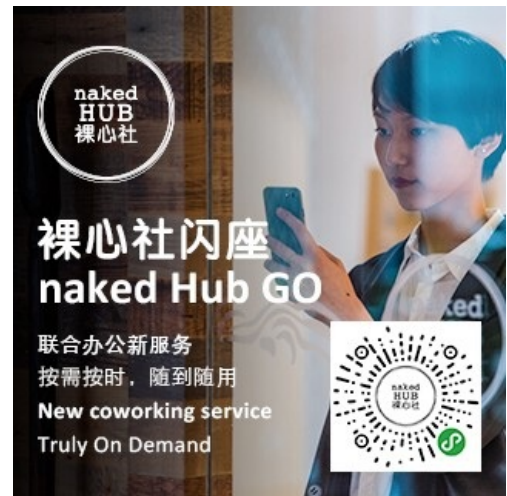 naked
HUB
裸心社
裸心社闪座
naked Hub GO
联合办公新服务
按需按时，随到随用
New coworking service
Truly On Demand
ked
naked
HUB
裸心社